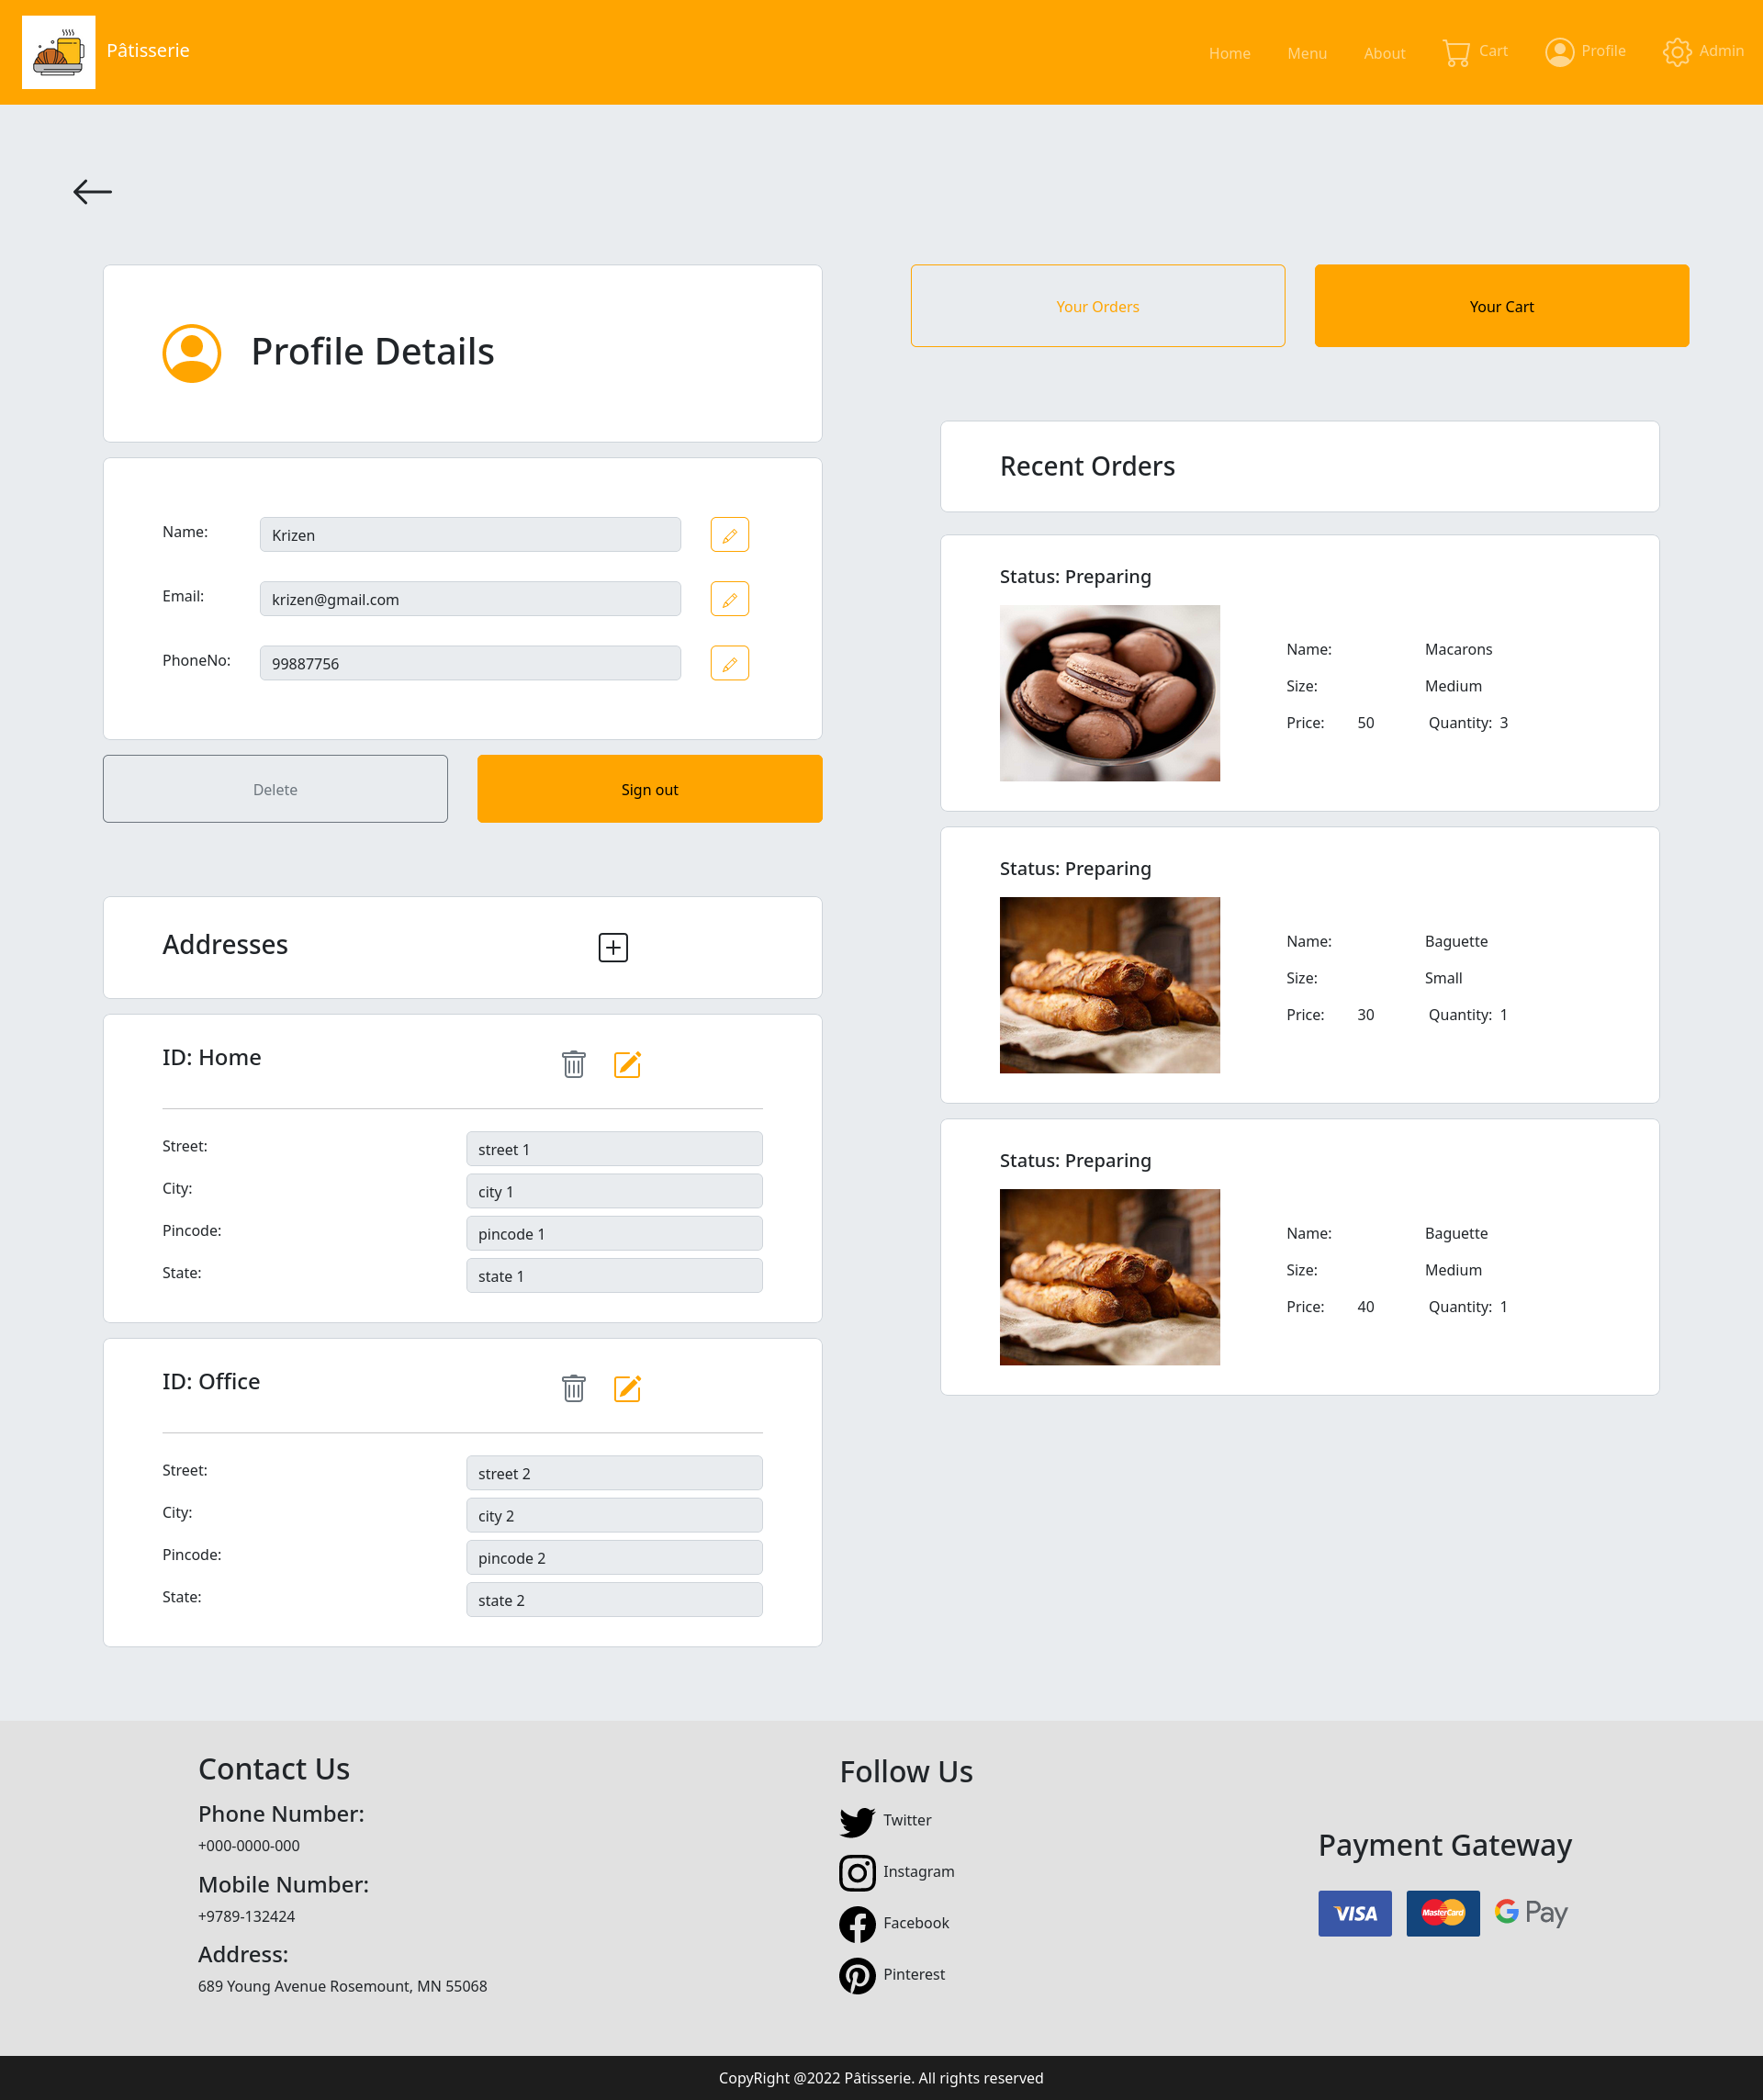 Pâtisserie
Home Menu About Cart Profile Admin
Profile Details
Name: Krizen
Email: krizen@gmail.com
PhoneNo: 99887756
Delete Sign out
Addresses
ID: Home
Street: street 1
City: city 1
Pincode: pincode 1
State: state 1
ID: Office
Street: street 2
City: city 2
Pincode: pincode 2
State: state 2
Your Orders Your Cart
Recent Orders
Status: Preparing
Name: Macarons
Size: Medium
Price: 50 Quantity: 3
Status: Preparing
Name: Baguette
Size: Small
Price: 30 Quantity: 1
Status: Preparing
Name: Baguette
Size: Medium
Price: 40 Quantity: 1
Contact Us
Phone Number:
+000-0000-000
Mobile Number:
+9789-132424
Address:
689 Young Avenue Rosemount, MN 55068
Follow Us
Twitter
Instagram
Facebook
Pinterest
Payment Gateway
VISA MasterCard G Pay
CopyRight @2022 Pâtisserie. All rights reserved